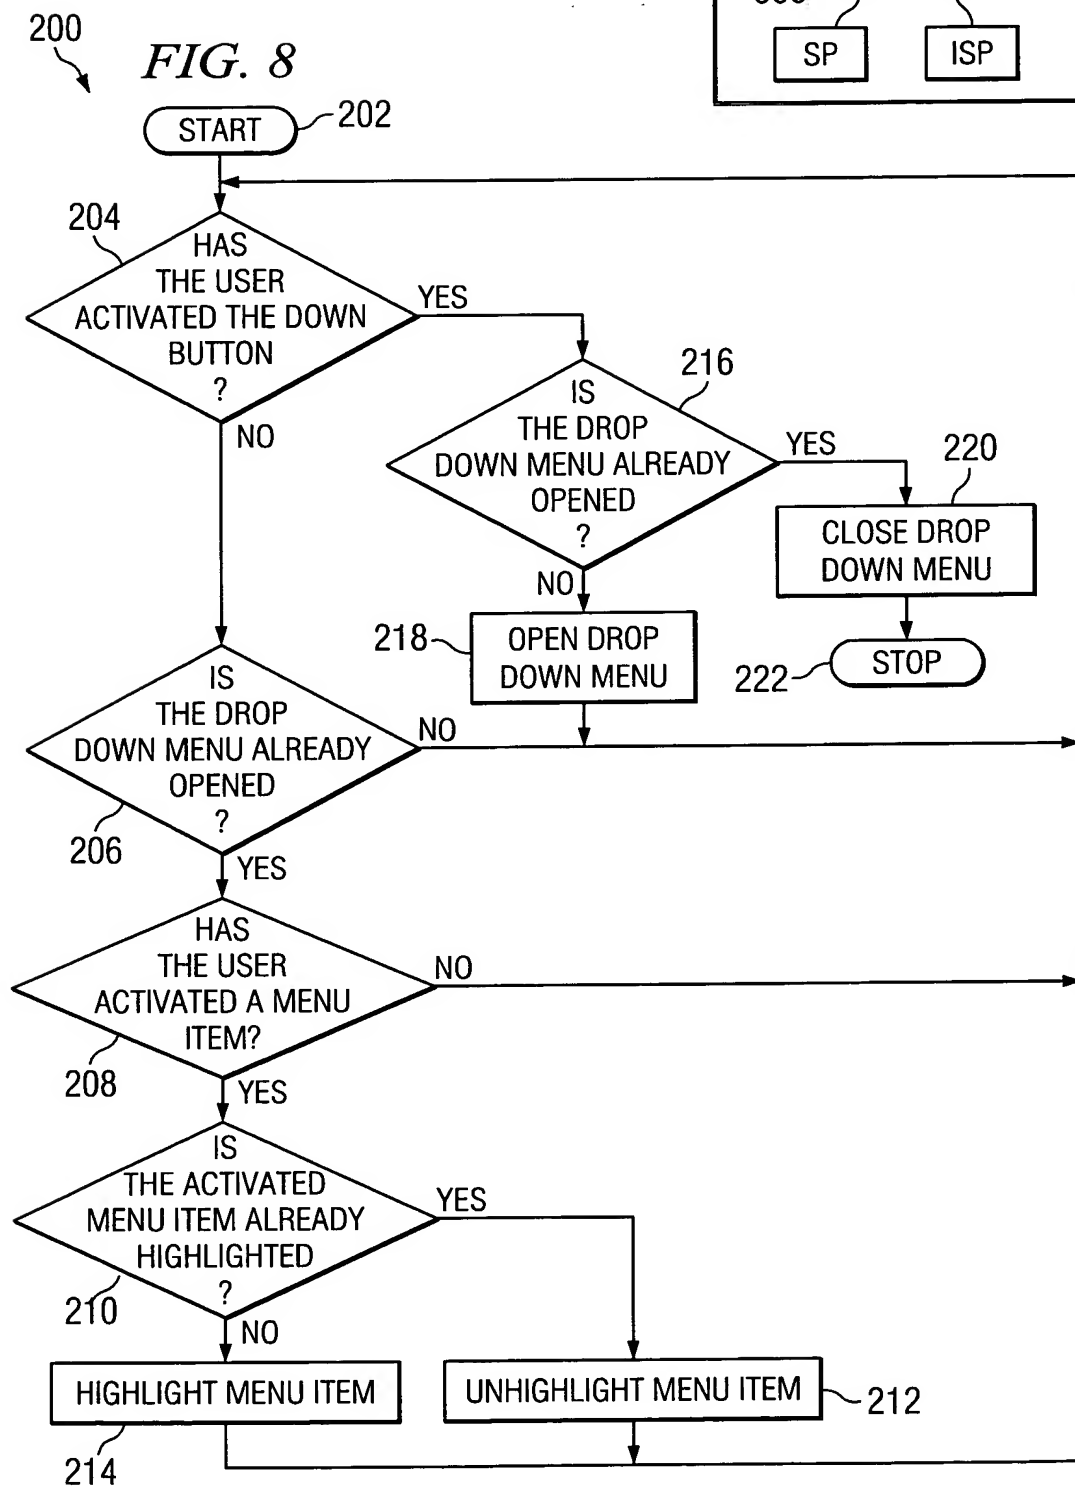 200
FIG. 8
SP
ISP
START
202
204
HAS
THE USER
ACTIVATED THE DOWN
BUTTON
?
YES
NO
216
IS
THE DROP
DOWN MENU ALREADY
OPENED
?
YES
NO
220
CLOSE DROP
DOWN MENU
218
OPEN DROP
DOWN MENU
222
STOP
IS
THE DROP
DOWN MENU ALREADY
OPENED
?
NO
206
YES
HAS
THE USER
ACTIVATED A MENU
ITEM?
NO
208
YES
IS
THE ACTIVATED
MENU ITEM ALREADY
HIGHLIGHTED
?
YES
210
NO
HIGHLIGHT MENU ITEM
UNHIGHLIGHT MENU ITEM
212
214